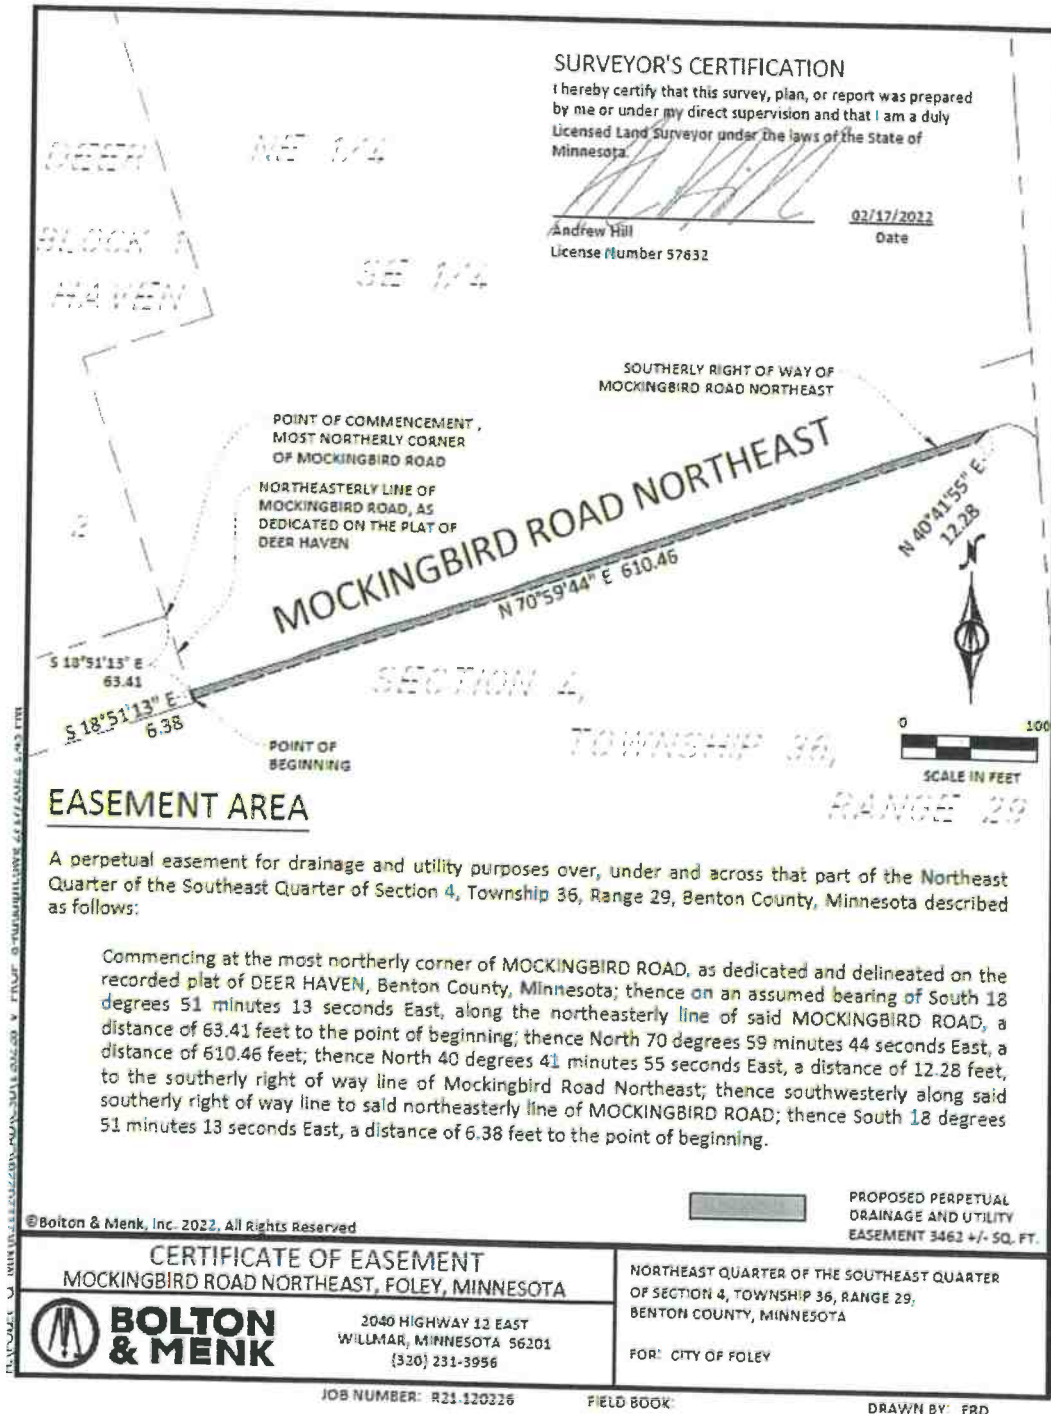 SURVEYOR'S CERTIFICATION
I hereby certify that this survey, plan, or report was prepared
by me or under my direct supervision and that I am a duly
Licensed Land Surveyor under the laws of the State of
Minnesota.
02/17/2022
Andrew Hill
Date
License Number 57832
DEER
NE 1/4
BLOCK 1
SE 1/4
HAVEN
SOUTHERLY RIGHT OF WAY OF
MOCKINGBIRD ROAD NORTHEAST
POINT OF COMMENCEMENT,
MOST NORTHERLY CORNER
OF MOCKINGBIRD ROAD
NORTHEASTERLY LINE OF
MOCKINGBIRD ROAD, AS
DEDICATED ON THE PLAT OF
DEER HAVEN
2
MOCKINGBIRD ROAD NORTHEAST
N 40°41'55" E
12.28
N 70°59'44" E 610.46
N
S 18°51'13" E
63.41
S 18°51'13" E
6.38
SECTION 4,
TOWNSHIP 36,
RANGE 29
POINT OF
BEGINNING
0 100
SCALE IN FEET
EASEMENT AREA
A perpetual easement for drainage and utility purposes over, under and across that part of the Northeast
Quarter of the Southeast Quarter of Section 4, Township 36, Range 29, Benton County, Minnesota described
as follows:
Commencing at the most northerly corner of MOCKINGBIRD ROAD, as dedicated and delineated on the
recorded plat of DEER HAVEN, Benton County, Minnesota; thence on an assumed bearing of South 18
degrees 51 minutes 13 seconds East, along the northeasterly line of said MOCKINGBIRD ROAD, a
distance of 63.41 feet to the point of beginning; thence North 70 degrees 59 minutes 44 seconds East, a
distance of 610.46 feet; thence North 40 degrees 41 minutes 55 seconds East, a distance of 12.28 feet,
to the southerly right of way line of Mockingbird Road Northeast; thence southwesterly along said
southerly right of way line to said northeasterly line of MOCKINGBIRD ROAD; thence South 18 degrees
51 minutes 13 seconds East, a distance of 6.38 feet to the point of beginning.
PROPOSED PERPETUAL
DRAINAGE AND UTILITY
EASEMENT 3462 +/- SQ. FT.
©Bolton & Menk, Inc. 2022, All Rights Reserved
CERTIFICATE OF EASEMENT
MOCKINGBIRD ROAD NORTHEAST, FOLEY, MINNESOTA
BOLTON
& MENK
2040 HIGHWAY 12 EAST
WILLMAR, MINNESOTA 56201
(320) 231-3956
NORTHEAST QUARTER OF THE SOUTHEAST QUARTER
OF SECTION 4, TOWNSHIP 36, RANGE 29,
BENTON COUNTY, MINNESOTA
FOR: CITY OF FOLEY
JOB NUMBER: R21.120226
FIELD BOOK:
DRAWN BY: ERD